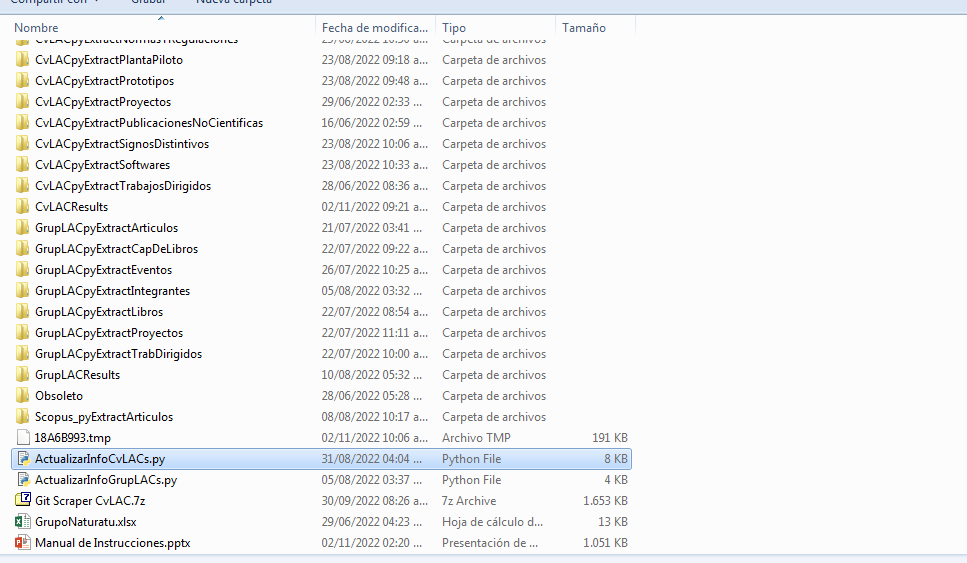 Compartir con Grabar Nueva carpeta
Nombre Fecha de modifica... Tipo Tamaño
CvLACpyExtractNormasYRegulaciones 23/08/2022 10:50 a... Carpeta de archivos
CvLACpyExtractPlantaPiloto 23/08/2022 09:18 a... Carpeta de archivos
CvLACpyExtractPrototipos 23/08/2022 09:48 a... Carpeta de archivos
CvLACpyExtractProyectos 29/06/2022 02:33 ... Carpeta de archivos
CvLACpyExtractPublicacionesNoCientificas 16/06/2022 02:59 ... Carpeta de archivos
CvLACpyExtractSignosDistintivos 23/08/2022 10:06 a... Carpeta de archivos
CvLACpyExtractSoftwares 23/08/2022 10:33 a... Carpeta de archivos
CvLACpyExtractTrabajosDirigidos 28/06/2022 08:36 a... Carpeta de archivos
CvLACResults 02/11/2022 09:21 a... Carpeta de archivos
GrupLACpyExtractArticulos 21/07/2022 03:41 ... Carpeta de archivos
GrupLACpyExtractCapDeLibros 22/07/2022 09:22 a... Carpeta de archivos
GrupLACpyExtractEventos 26/07/2022 10:25 a... Carpeta de archivos
GrupLACpyExtractIntegrantes 05/08/2022 03:32 ... Carpeta de archivos
GrupLACpyExtractLibros 22/07/2022 08:54 a... Carpeta de archivos
GrupLACpyExtractProyectos 22/07/2022 11:11 a... Carpeta de archivos
GrupLACpyExtractTrabDirigidos 22/07/2022 10:00 a... Carpeta de archivos
GrupLACResults 10/08/2022 05:32 ... Carpeta de archivos
Obsoleto 28/06/2022 05:28 ... Carpeta de archivos
Scopus_pyExtractArticulos 08/08/2022 10:17 a... Carpeta de archivos
18A6B993.tmp 02/11/2022 10:06 a... Archivo TMP 191 KB
ActualizarInfoCvLACs.py 31/08/2022 04:04 ... Python File 8 KB
ActualizarInfoGrupLACs.py 05/08/2022 03:37 ... Python File 4 KB
Git Scraper CvLAC.7z 30/09/2022 08:26 a... 7z Archive 1.653 KB
GrupoNaturatu.xlsx 29/06/2022 04:23 ... Hoja de cálculo d... 13 KB
Manual de Instrucciones.pptx 02/11/2022 02:20 ... Presentación de ... 1.051 KB